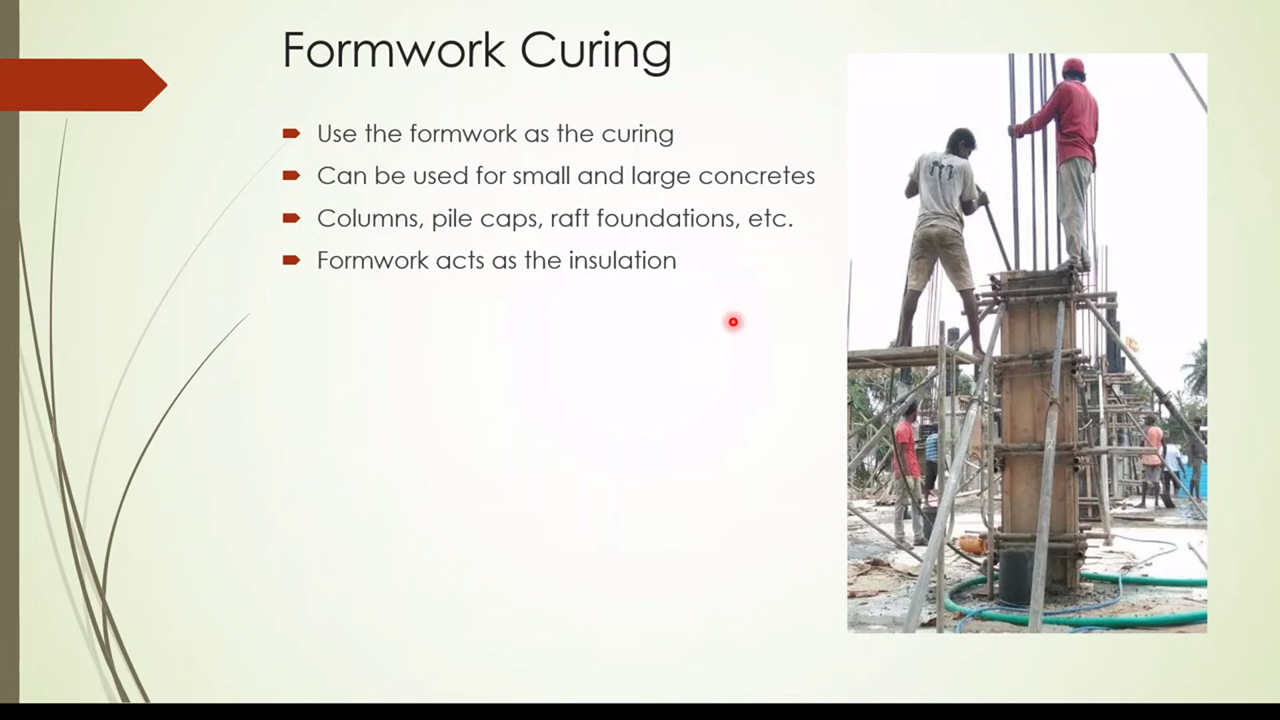 Formwork Curing
Use the formwork as the curing
Can be used for small and large concretes
Columns, pile caps, raft foundations, etc.
Formwork acts as the insulation